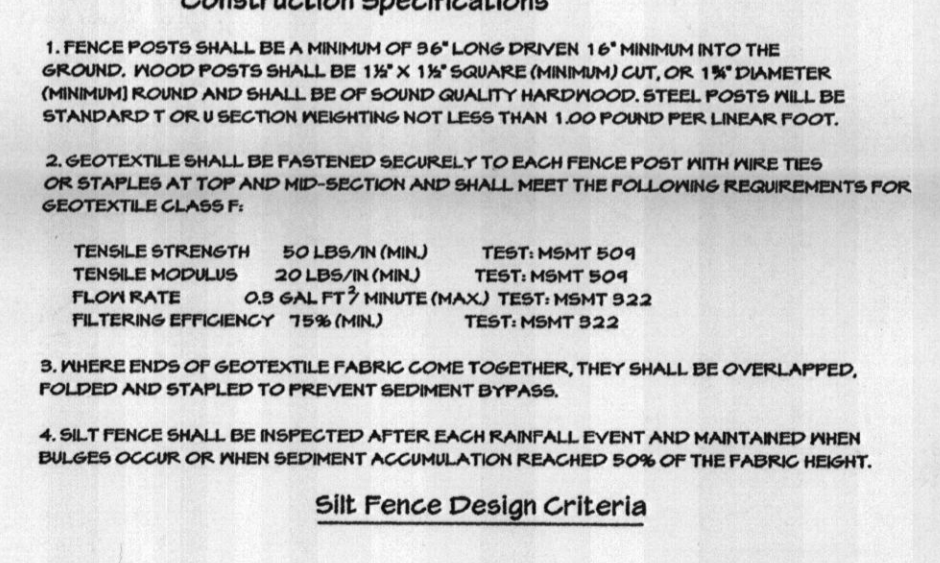 Construction Specifications
1. FENCE POSTS SHALL BE A MINIMUM OF 36" LONG DRIVEN 16" MINIMUM INTO THE
GROUND. WOOD POSTS SHALL BE 1½" X 1½" SQUARE (MINIMUM) CUT, OR 1¾" DIAMETER
(MINIMUM) ROUND AND SHALL BE OF SOUND QUALITY HARDWOOD. STEEL POSTS WILL BE
STANDARD T OR U SECTION WEIGHTING NOT LESS THAN 1.00 POUND PER LINEAR FOOT.
2. GEOTEXTILE SHALL BE FASTENED SECURELY TO EACH FENCE POST WITH WIRE TIES
OR STAPLES AT TOP AND MID-SECTION AND SHALL MEET THE FOLLOWING REQUIREMENTS FOR
GEOTEXTILE CLASS F:
TENSILE STRENGTH 50 LBS/IN (MIN.) TEST: MSMT 509
TENSILE MODULUS 20 LBS/IN (MIN.) TEST: MSMT 509
FLOW RATE 0.3 GAL FT²/ MINUTE (MAX.) TEST: MSMT 322
FILTERING EFFICIENCY 75% (MIN.) TEST: MSMT 322
3. WHERE ENDS OF GEOTEXTILE FABRIC COME TOGETHER, THEY SHALL BE OVERLAPPED,
FOLDED AND STAPLED TO PREVENT SEDIMENT BYPASS.
4. SILT FENCE SHALL BE INSPECTED AFTER EACH RAINFALL EVENT AND MAINTAINED WHEN
BULGES OCCUR OR WHEN SEDIMENT ACCUMULATION REACHED 50% OF THE FABRIC HEIGHT.
Silt Fence Design Criteria